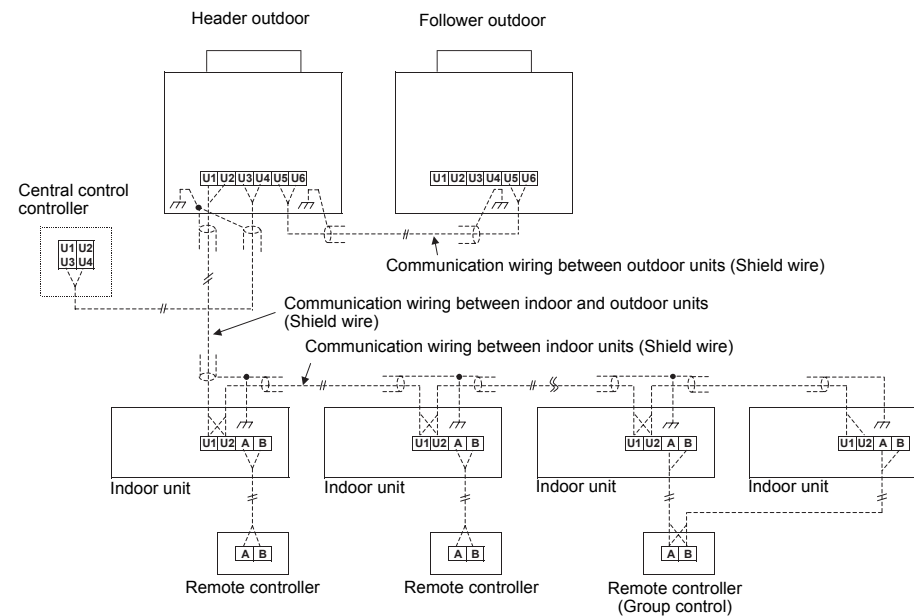 Header outdoor
Follower outdoor
U1 U2 U3 U4 U5 U6
U1 U2 U3 U4 U5 U6
Central control
controller
U1 U2
U3 U4
Communication wiring between outdoor units (Shield wire)
Communication wiring between indoor and outdoor units
(Shield wire)
Communication wiring between indoor units (Shield wire)
U1 U2 A B
U1 U2 A B
U1 U2 A B
U1 U2 A B
Indoor unit
Indoor unit
Indoor unit
Indoor unit
A B
A B
A B
Remote controller
Remote controller
Remote controller
(Group control)